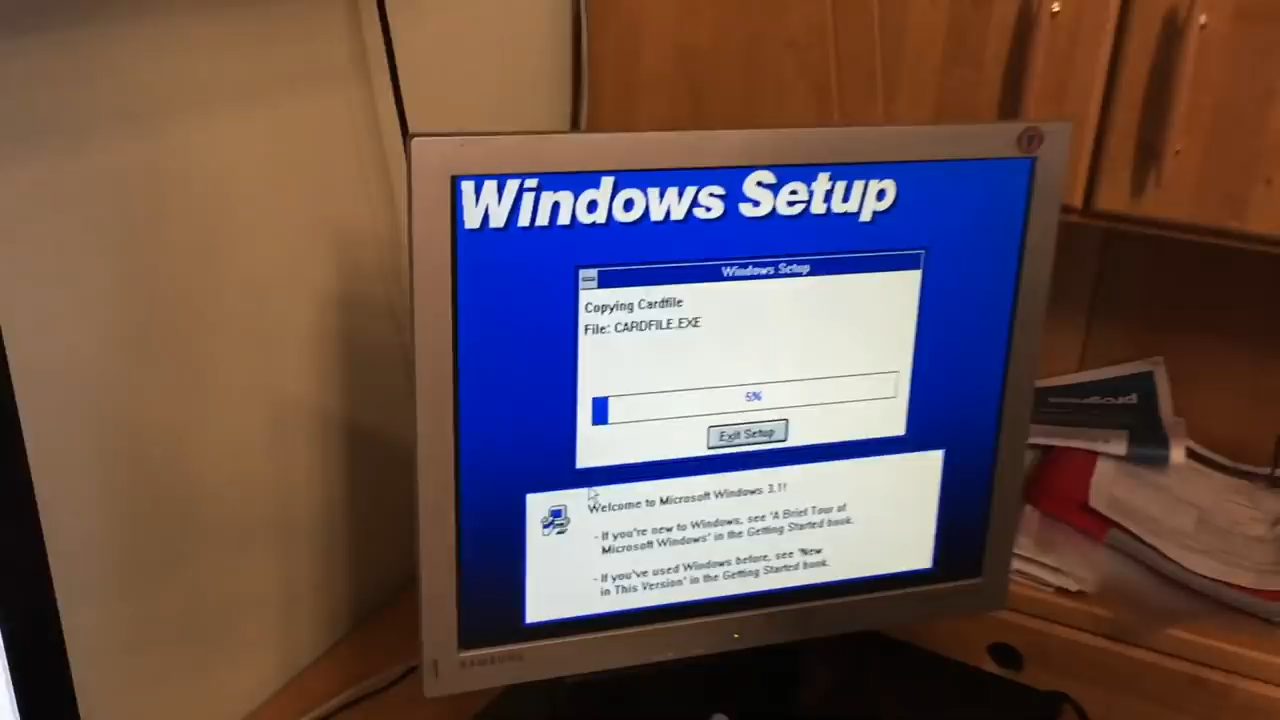 Windows Setup
Windows Setup
Copying Cardfile
File: CARDFILE.EXE
5%
Exit Setup
Welcome to Microsoft Windows 3.1!
- If you're new to Windows, see 'A Brief Tour of
Microsoft Windows' in the Getting Started book.
- If you've used Windows before, see 'New
in This Version' in the Getting Started book.
SAMSUNG